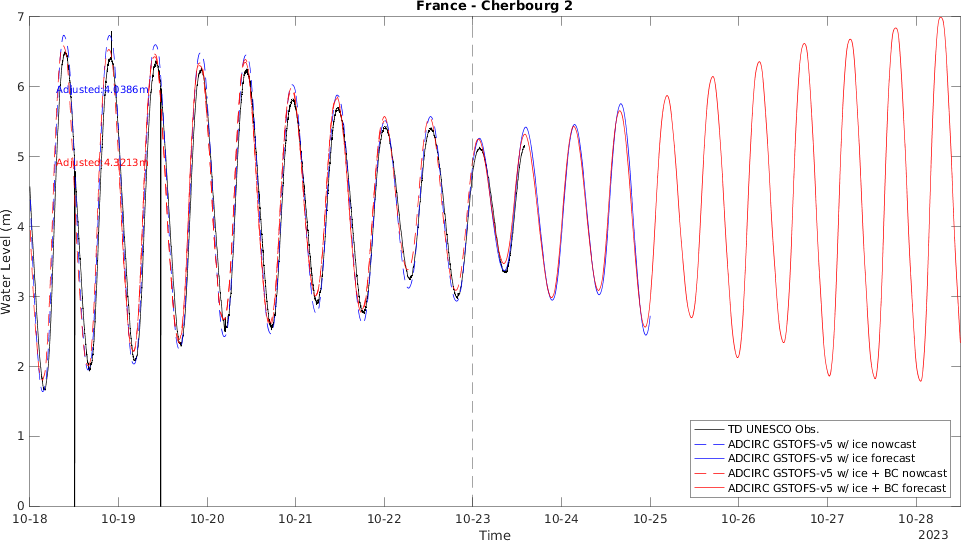 France - Cherbourg 2
7
6
5
4
3
2
1
0
Water Level (m)
Adjusted:4.0386m
Adjusted:4.3213m
TD UNESCO Obs.
ADCIRC GSTOFS-v5 w/ ice nowcast
ADCIRC GSTOFS-v5 w/ ice forecast
ADCIRC GSTOFS-v5 w/ ice + BC nowcast
ADCIRC GSTOFS-v5 w/ ice + BC forecast
10-18 10-19 10-20 10-21 10-22 10-23 10-24 10-25 10-26 10-27 10-28
Time
2023